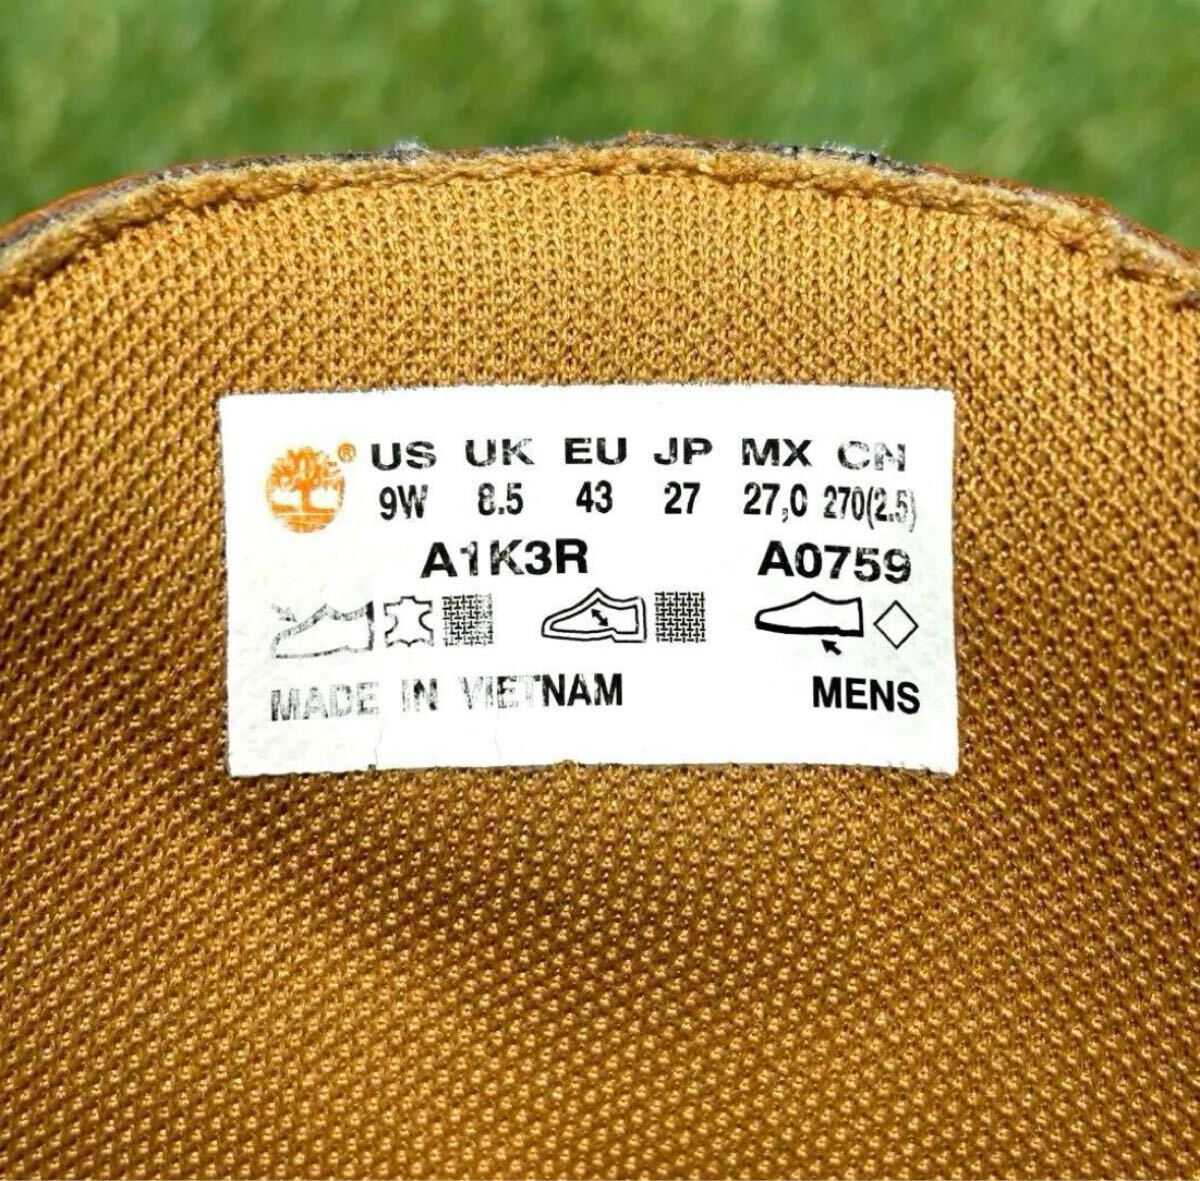 ® US UK EU JP MX CN
9W 8.5 43 27 27,0 270(2.5)
A1K3R A0759
MADE IN VIETNAM MENS